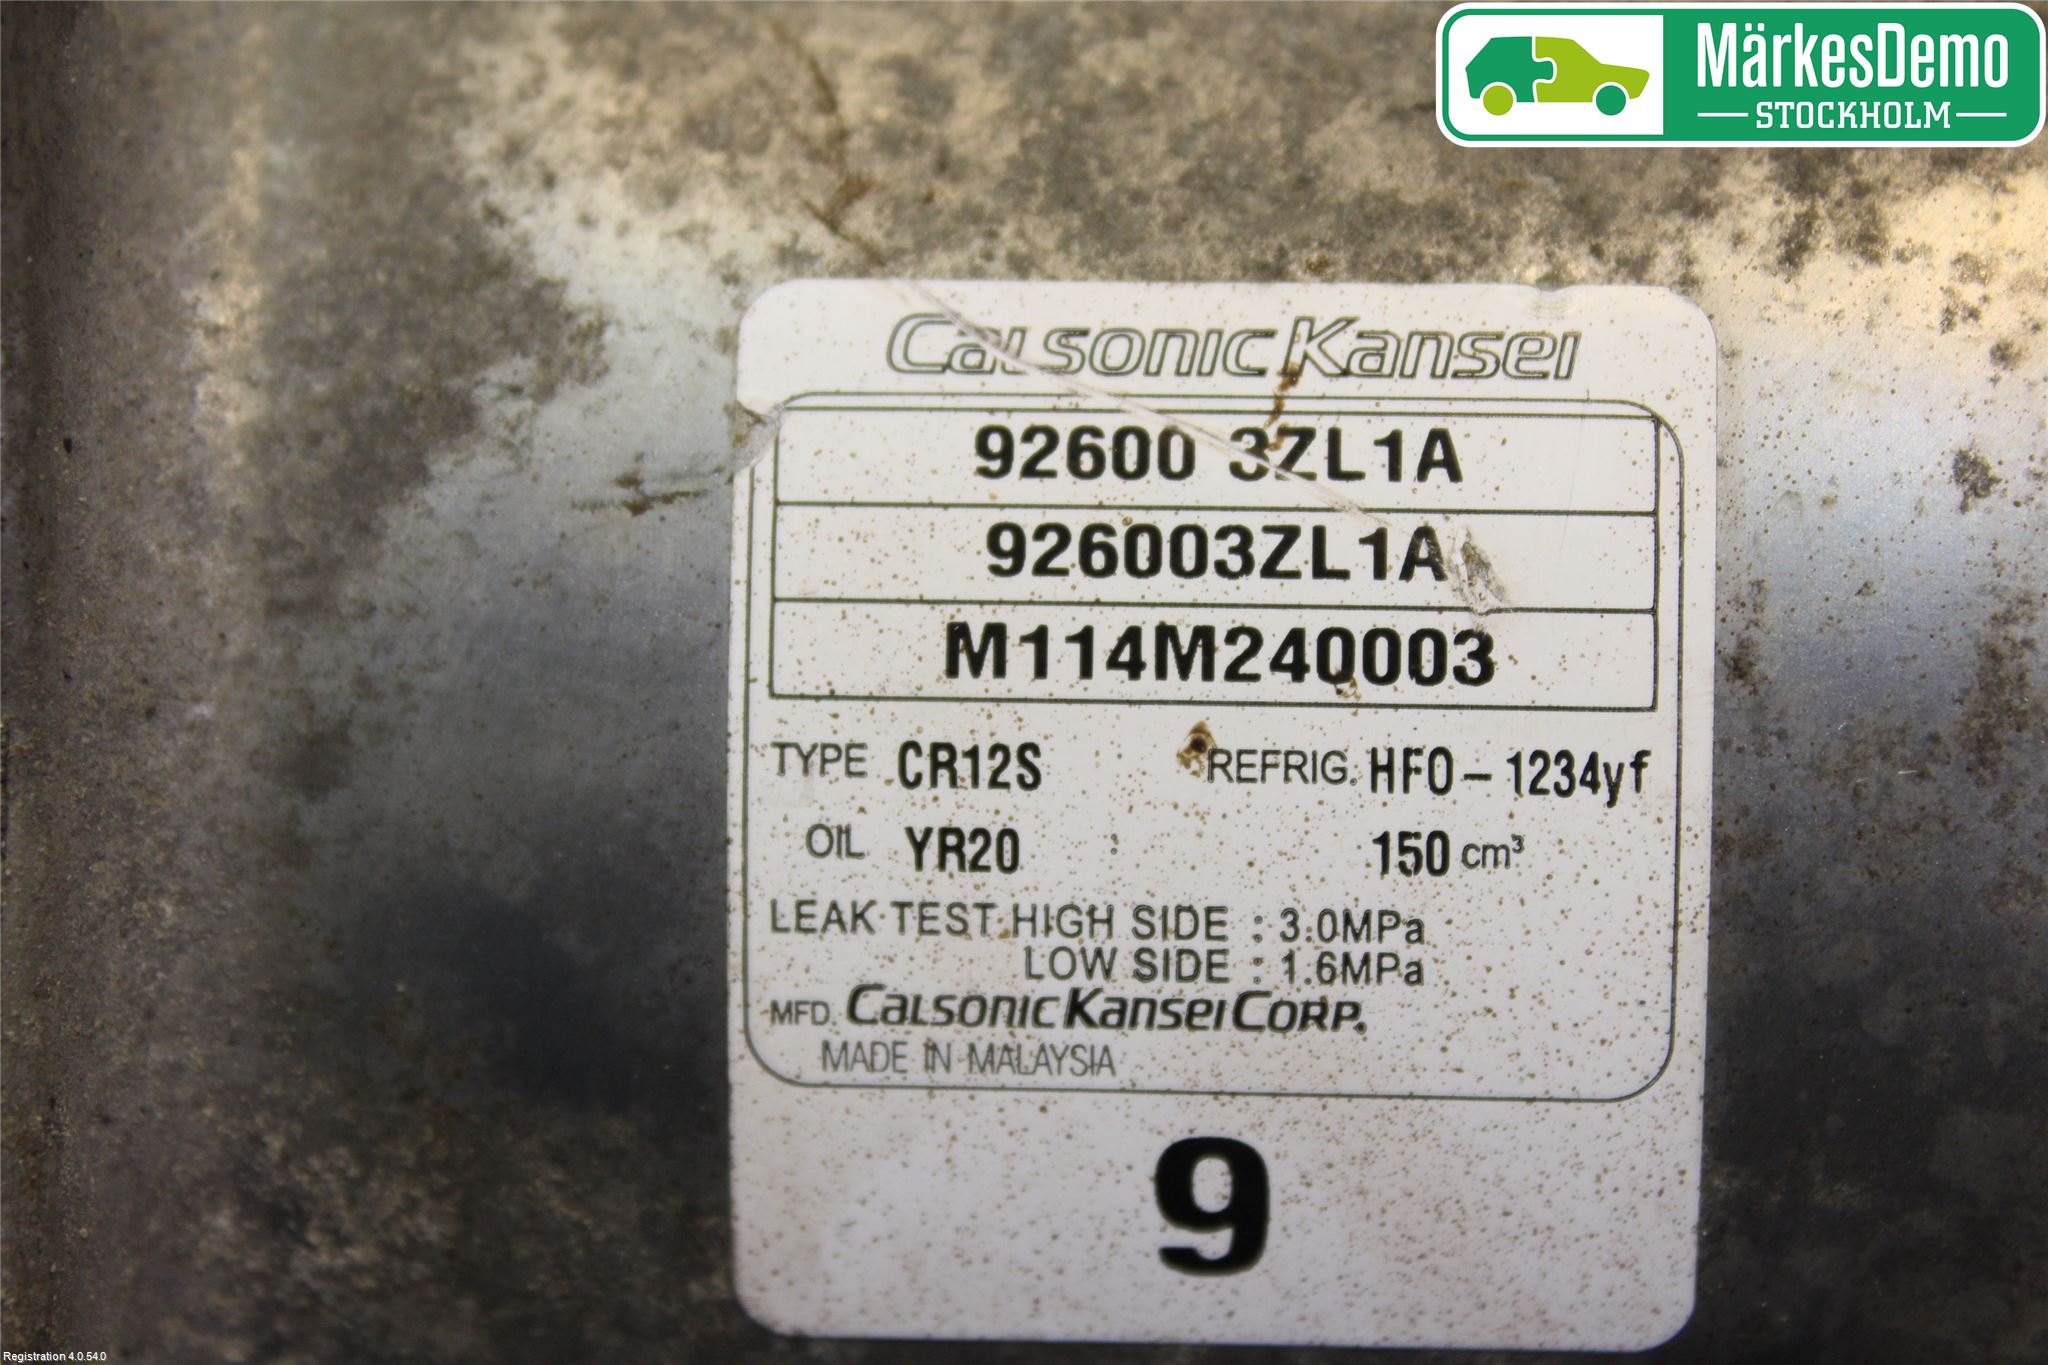 MärkesDemo
STOCKHOLM
Calsonic Kansei
92600 3ZL1A
926003ZL1A
M114M240003
TYPE CR12S REFRIG. HFO-1234yf
OIL YR20 150 cm³
LEAK TEST HIGH SIDE : 3.0MPa
LOW SIDE : 1.6MPa
MFD. Calsonic Kansei Corp.
MADE IN MALAYSIA
9
Registration 4.0.54.0